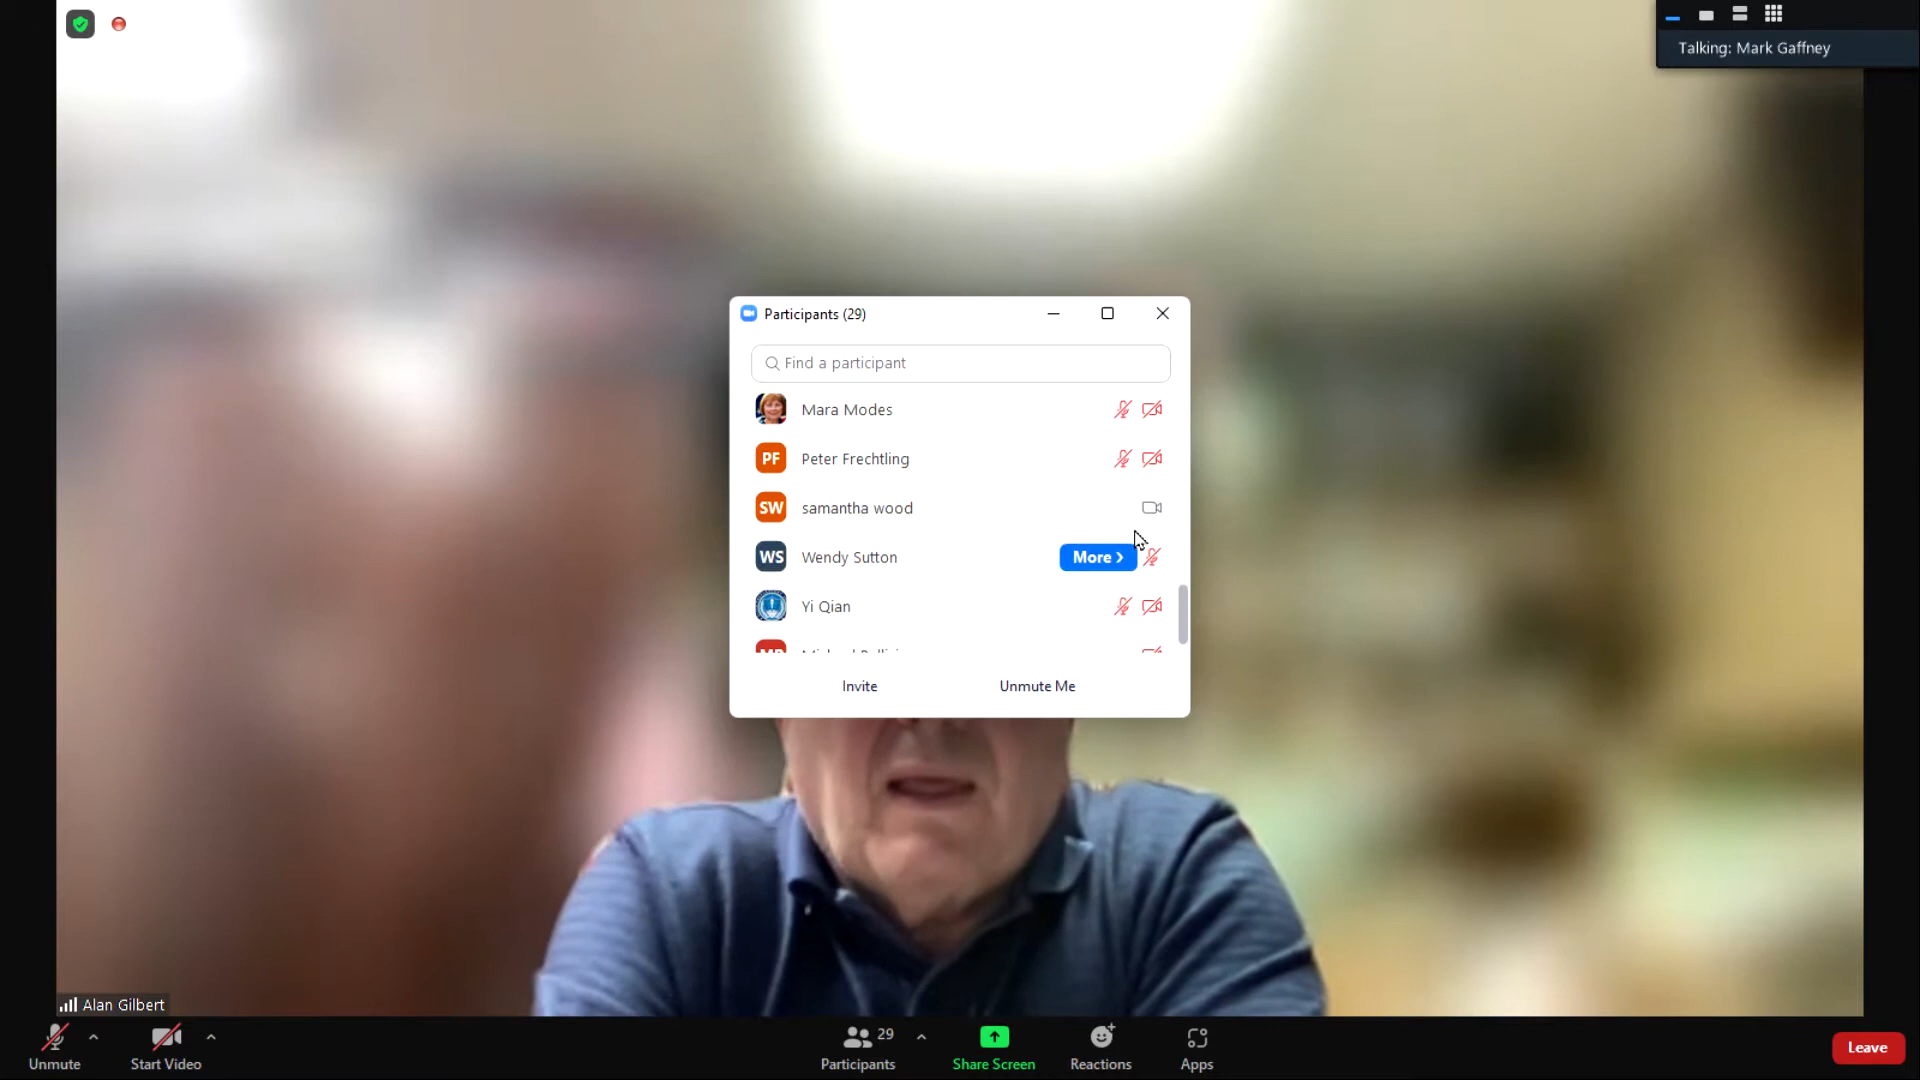 Talking: Mark Gaffney
Participants (29)
Find a participant
Mara Modes
PF Peter Frechtling
SW samantha wood
WS Wendy Sutton More
Yi Qian
Invite Unmute Me
Alan Gilbert
29
Unmute Start Video Participants Share Screen Reactions Apps Leave